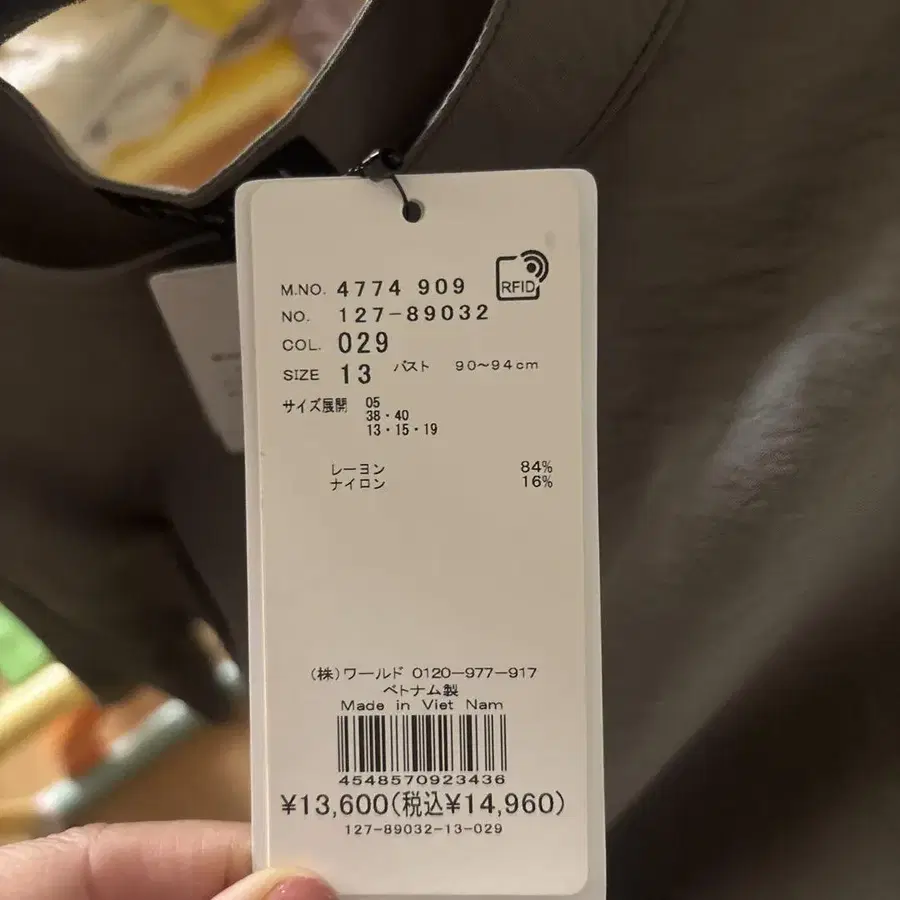 RFID
M.NO. 4774 909
NO. 127-89032
COL. 029
SIZE 13 バスト 90~94cm
サイズ展開 05
38・40
13・15・19
レーヨン 84%
ナイロン 16%
(株)ワールド 0120-977-917
ベトナム製
Made in Viet Nam
4548570923436
¥13,600(税込¥14,960)
127-89032-13-029